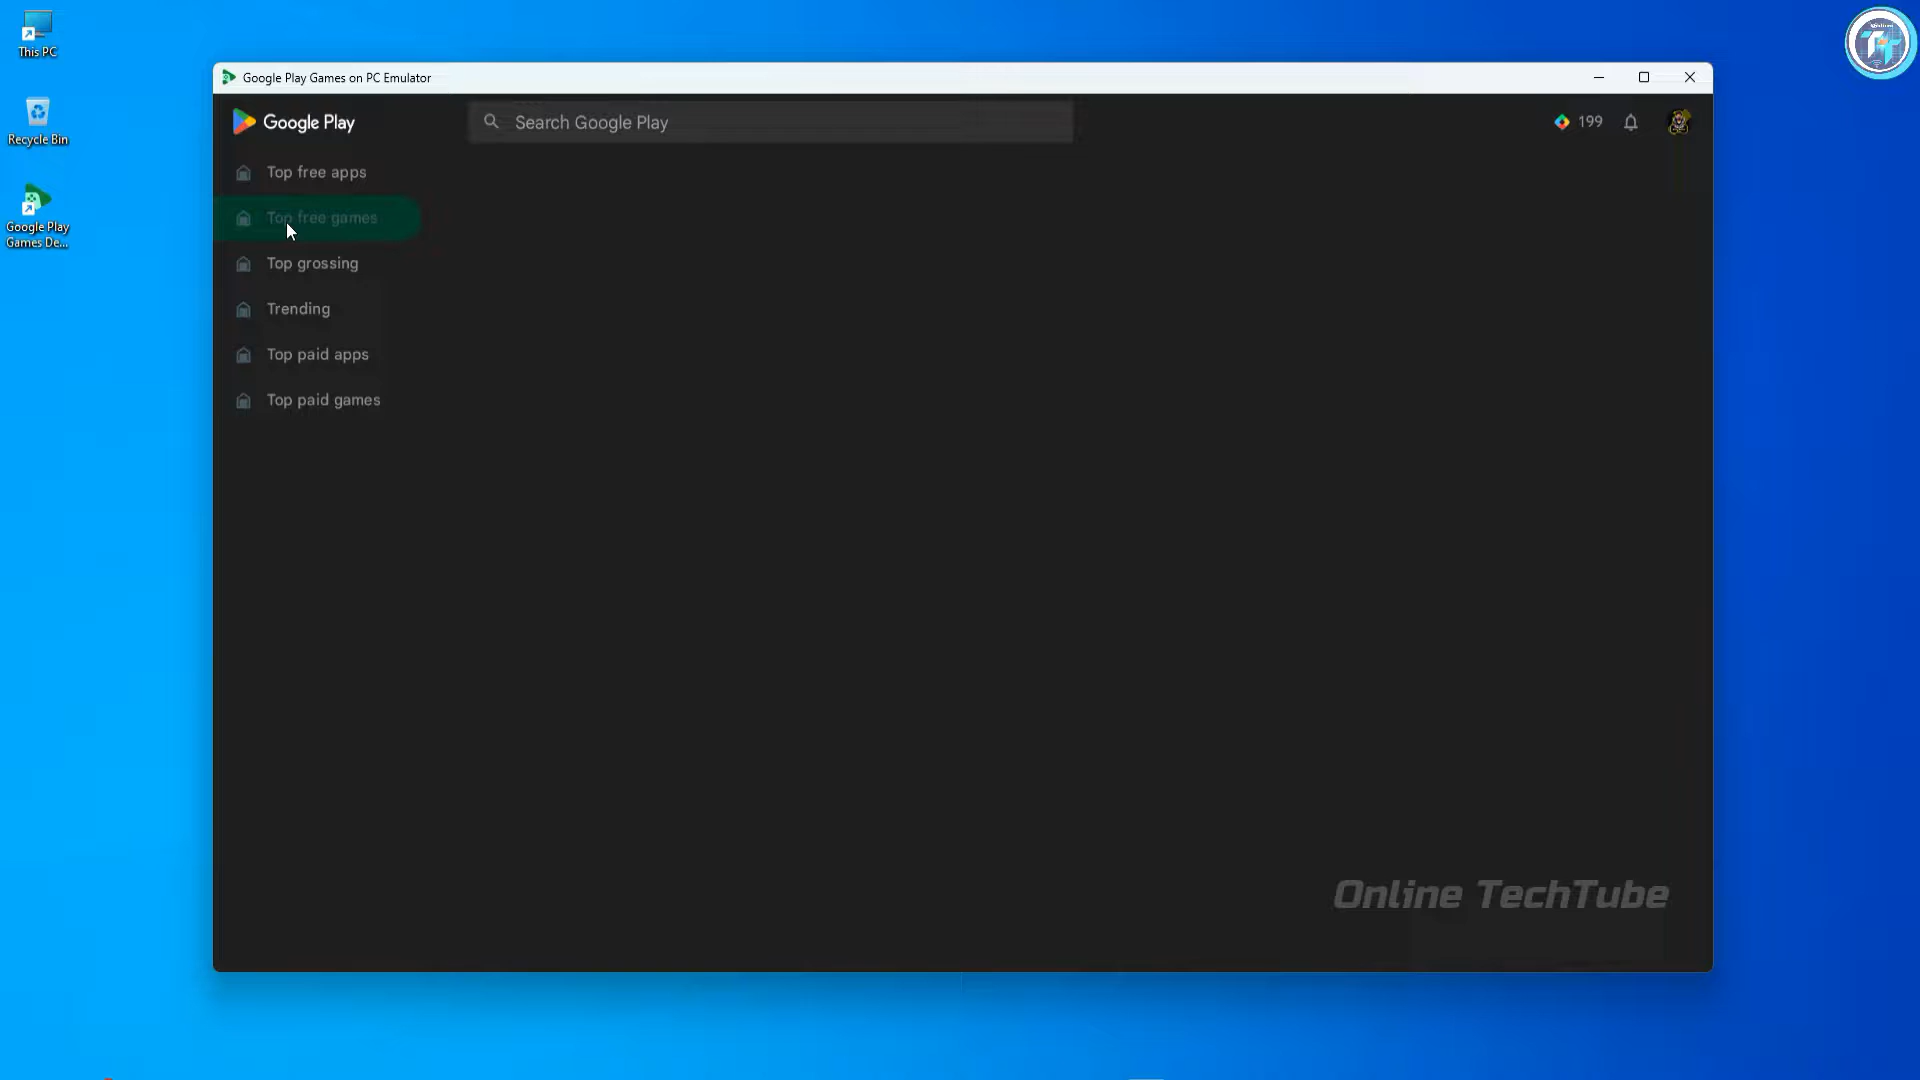 This PC
Recycle Bin
Google Play
Games De...
Google Play Games on PC Emulator
Google Play
Search Google Play
199
Top free apps
Top free games
Top grossing
Trending
Top paid apps
Top paid games
Online TechTube